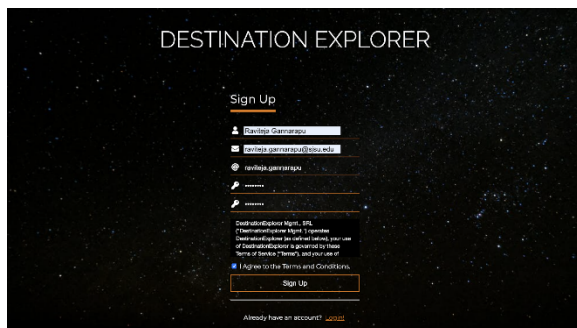 DESTINATION EXPLORER
Sign Up
Raviteja Gannarapu
raviteja.gannarapu@sjsu.edu
raviteja.gannarapu
••••••••
••••••••
DestinationExplorer Mgmt., SRL
("DestinationExplorer Mgmt.") operates
DestinationExplorer (as defined below), your use
of DestinationExplorer is governed by these
Terms of Service ("Terms"), and your use of
I Agree to the Terms and Conditions.
Sign Up
Already have an account? Login!